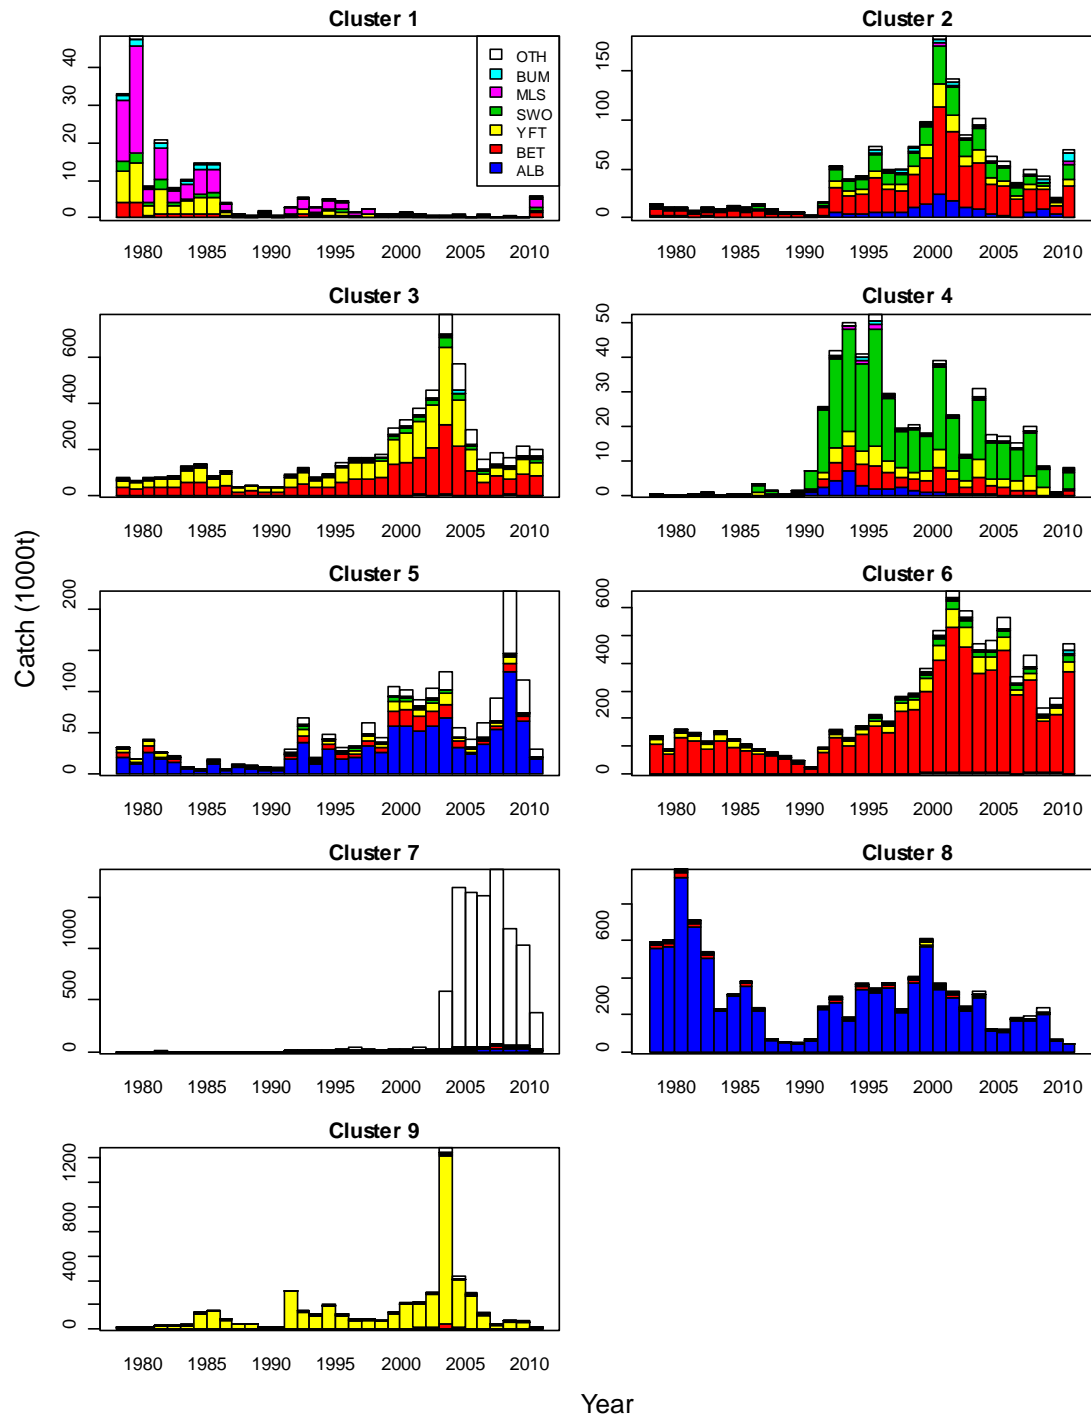 Cluster 1
0 10 20 30 40
OTH
BUM
MLS
SWO
YFT
BET
ALB
1980 1985 1990 1995 2000 2005 2010
Cluster 2
0 50 100 150
1980 1985 1990 1995 2000 2005 2010
Cluster 3
0 200 400 600
1980 1985 1990 1995 2000 2005 2010
Cluster 4
0 10 20 30 40 50
1980 1985 1990 1995 2000 2005 2010
Catch (1000t)
Cluster 5
0 50 100 200
1980 1985 1990 1995 2000 2005 2010
Cluster 6
0 200 400 600
1980 1985 1990 1995 2000 2005 2010
Cluster 7
0 500 1000
1980 1985 1990 1995 2000 2005 2010
Cluster 8
0 200 600
1980 1985 1990 1995 2000 2005 2010
Cluster 9
0 400 800 1200
1980 1985 1990 1995 2000 2005 2010
Year